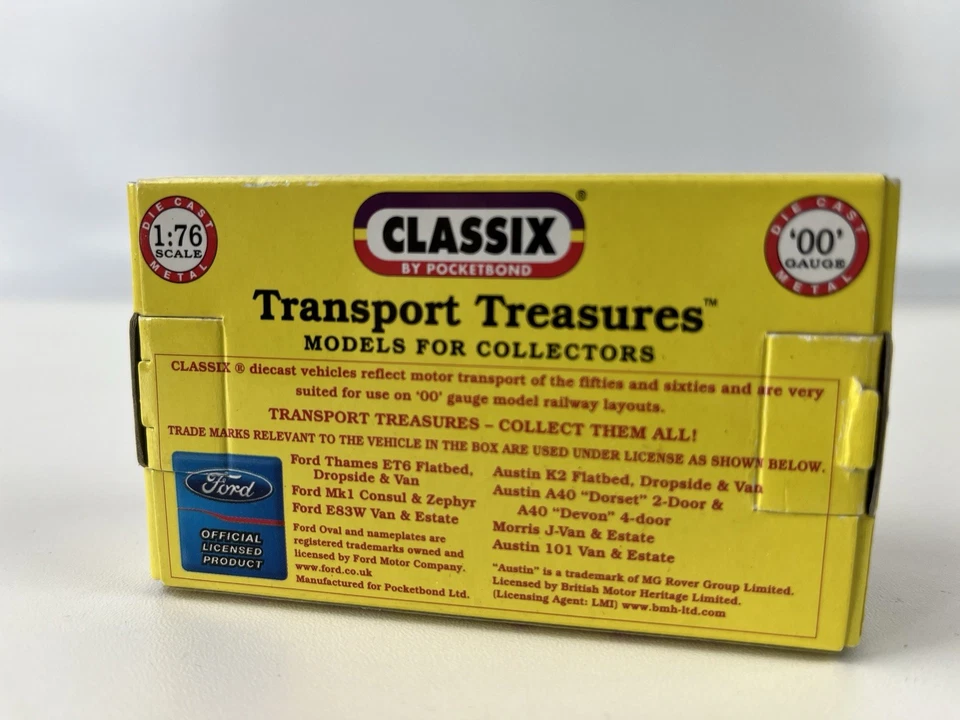 DIE CAST
1:76
SCALE
METAL
CLASSIX®
BY POCKETBOND
DIE CAST
'00'
GAUGE
METAL
Transport Treasures™
MODELS FOR COLLECTORS
CLASSIX ® diecast vehicles reflect motor transport of the fifties and sixties and are very
suited for use on '00' gauge model railway layouts.
TRANSPORT TREASURES – COLLECT THEM ALL!
TRADE MARKS RELEVANT TO THE VEHICLE IN THE BOX ARE USED UNDER LICENSE AS SHOWN BELOW.
Ford
OFFICIAL
LICENSED
PRODUCT
Ford Thames ET6 Flatbed,
Dropside & Van
Ford Mk1 Consul & Zephyr
Ford E83W Van & Estate
Ford Oval and nameplates are
registered trademarks owned and
licensed by Ford Motor Company.
www.ford.co.uk
Manufactured for Pocketbond Ltd.
Austin K2 Flatbed, Dropside & Van
Austin A40 "Dorset" 2-Door &
A40 "Devon" 4-door
Morris J-Van & Estate
Austin 101 Van & Estate
"Austin" is a trademark of MG Rover Group Limited.
Licensed by British Motor Heritage Limited.
(Licensing Agent: LMI) www.bmh-ltd.com